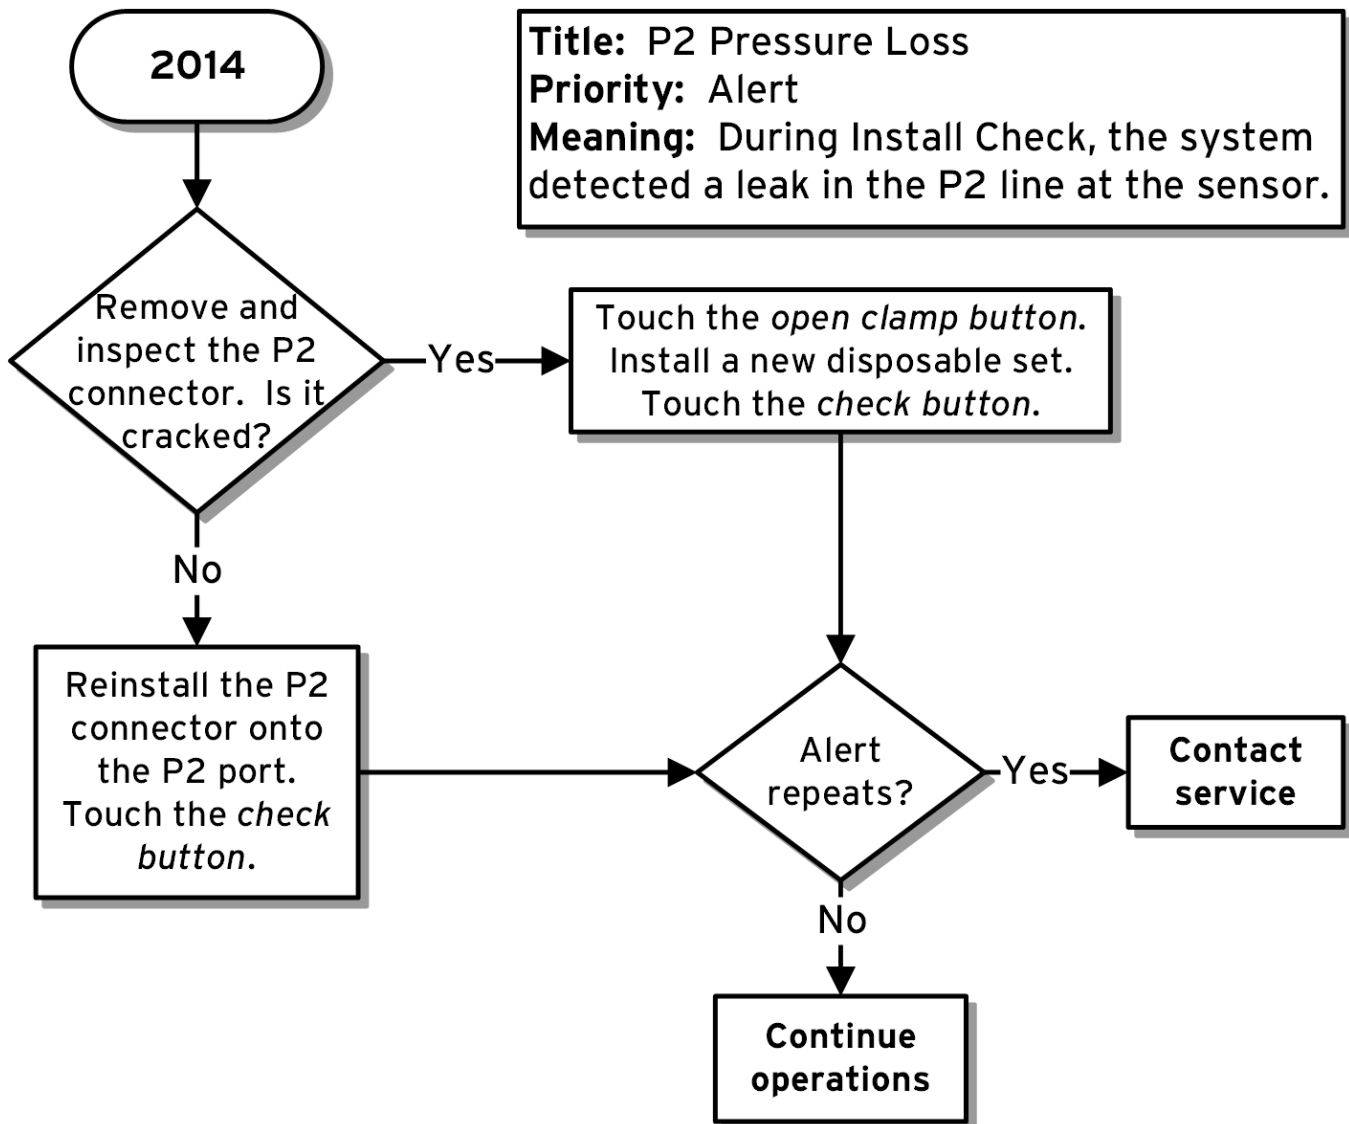 2014
Title: P2 Pressure Loss
Priority: Alert
Meaning: During Install Check, the system
detected a leak in the P2 line at the sensor.
Remove and
inspect the P2
connector. Is it
cracked?
Yes
Touch the open clamp button.
Install a new disposable set.
Touch the check button.
No
Reinstall the P2
connector onto
the P2 port.
Touch the check
button.
Alert
repeats?
Yes
Contact
service
No
Continue
operations